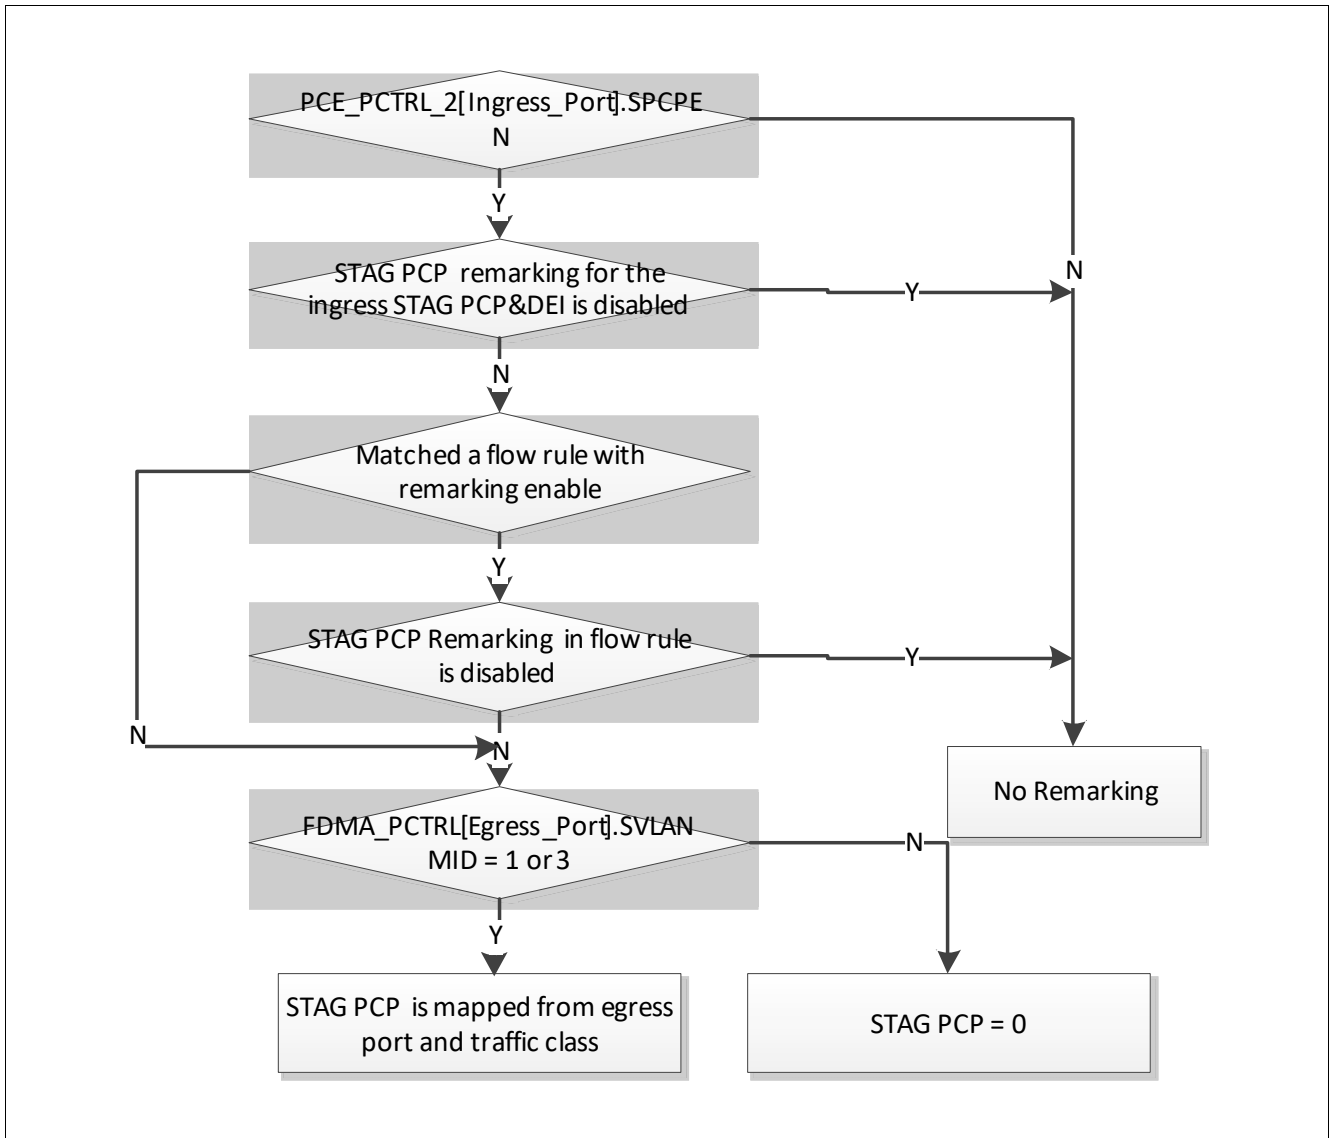 PCE_PCTRL_2[Ingress_Port].SPCPE
N
Y
N
STAG PCP remarking for the
ingress STAG PCP&DEI is disabled
Y
N
Matched a flow rule with
remarking enable
Y
STAG PCP Remarking in flow rule
is disabled
Y
N
N
No Remarking
FDMA_PCTRL[Egress_Port].SVLAN
MID = 1 or 3
N
Y
STAG PCP is mapped from egress
port and traffic class
STAG PCP = 0